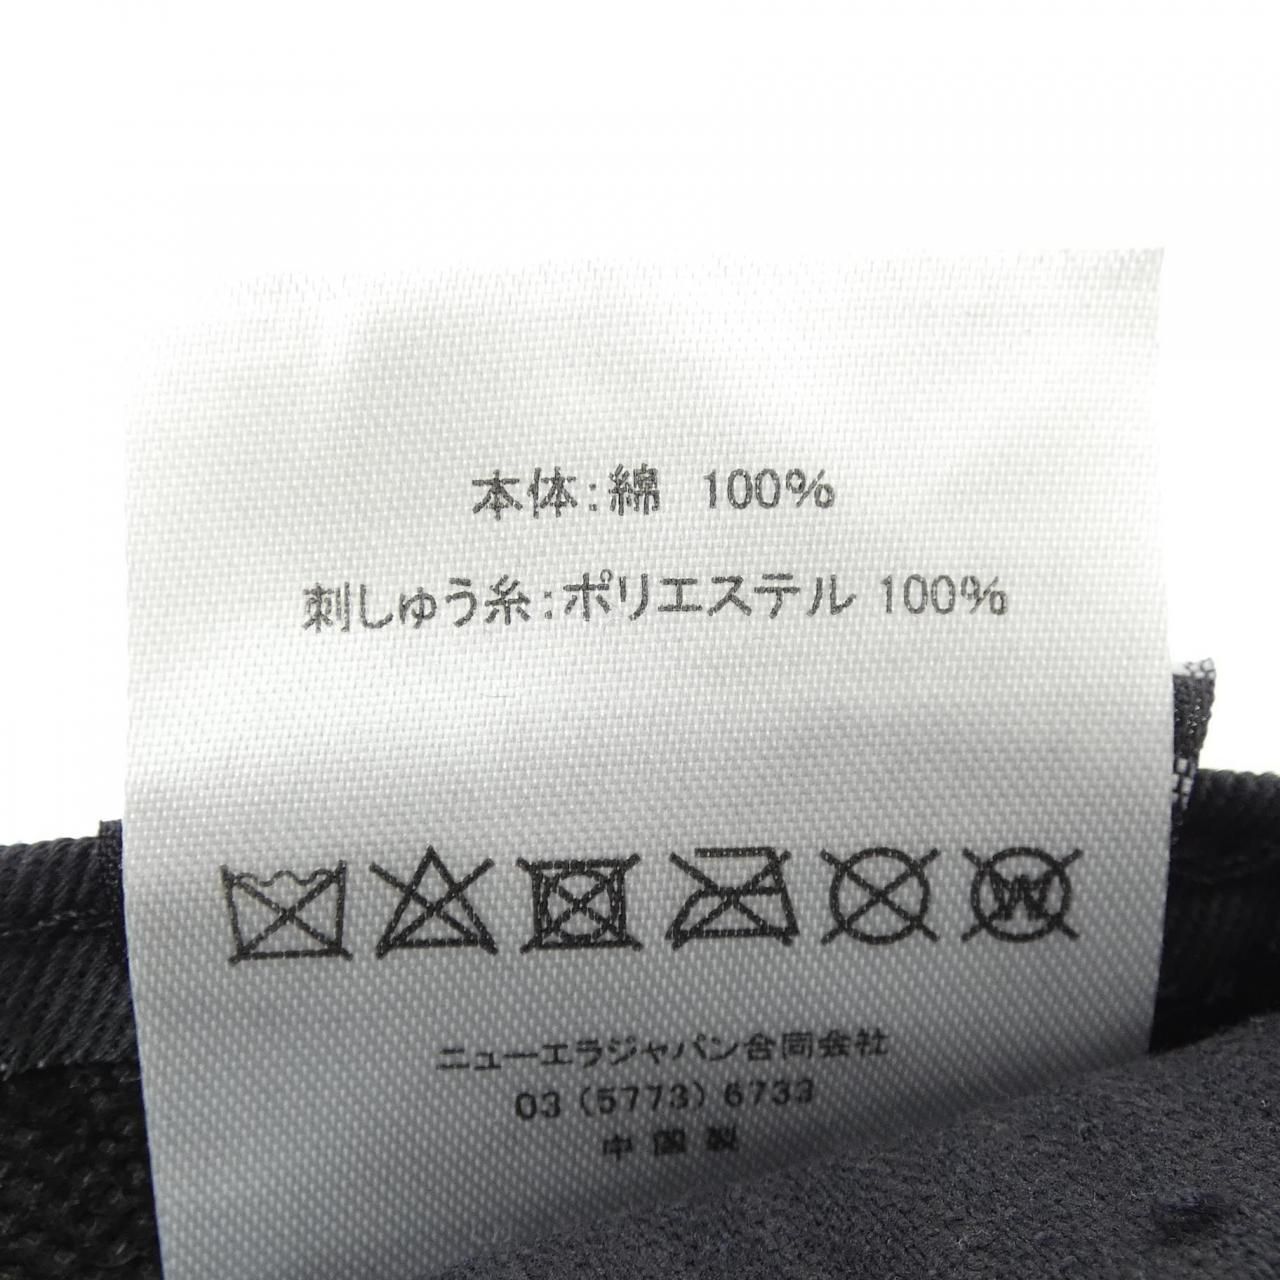 本体:綿 100%
刺しゅう糸:ポリエステル 100%
W
ニューエラジャパン合同会社
03 (5773) 6733
中国製